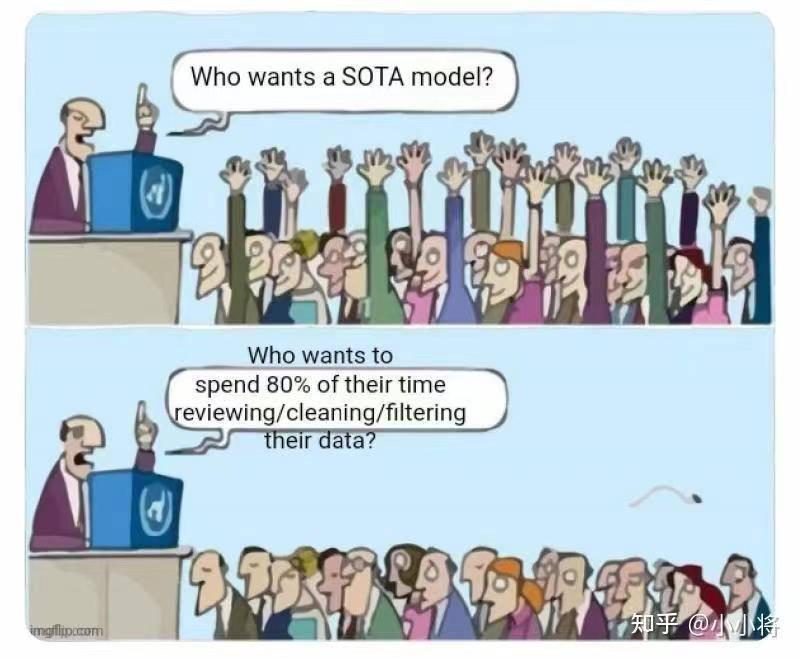 Who wants a SOTA model?
Who wants to
spend 80% of their time
reviewing/cleaning/filtering
their data?
imgflip.com
知乎 @小小将